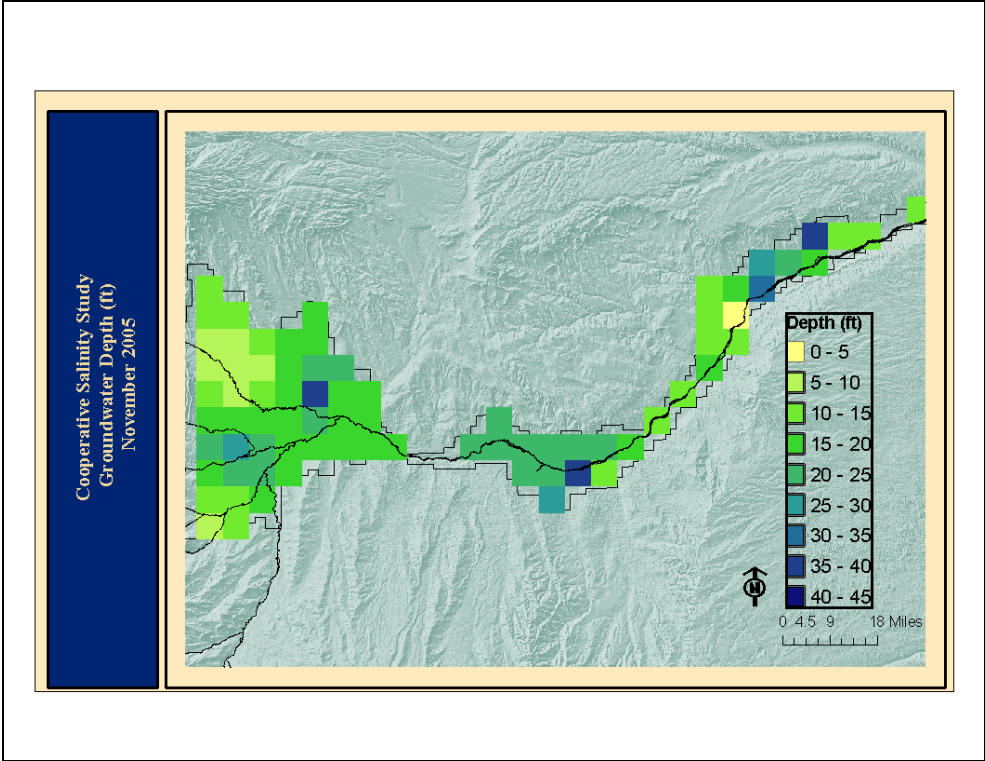 Cooperative Salinity Study
Groundwater Depth (ft)
November 2005
Depth (ft)
0 - 5
5 - 10
10 - 15
15 - 20
20 - 25
25 - 30
30 - 35
35 - 40
40 - 45
N
0 4.5 9 18 Miles